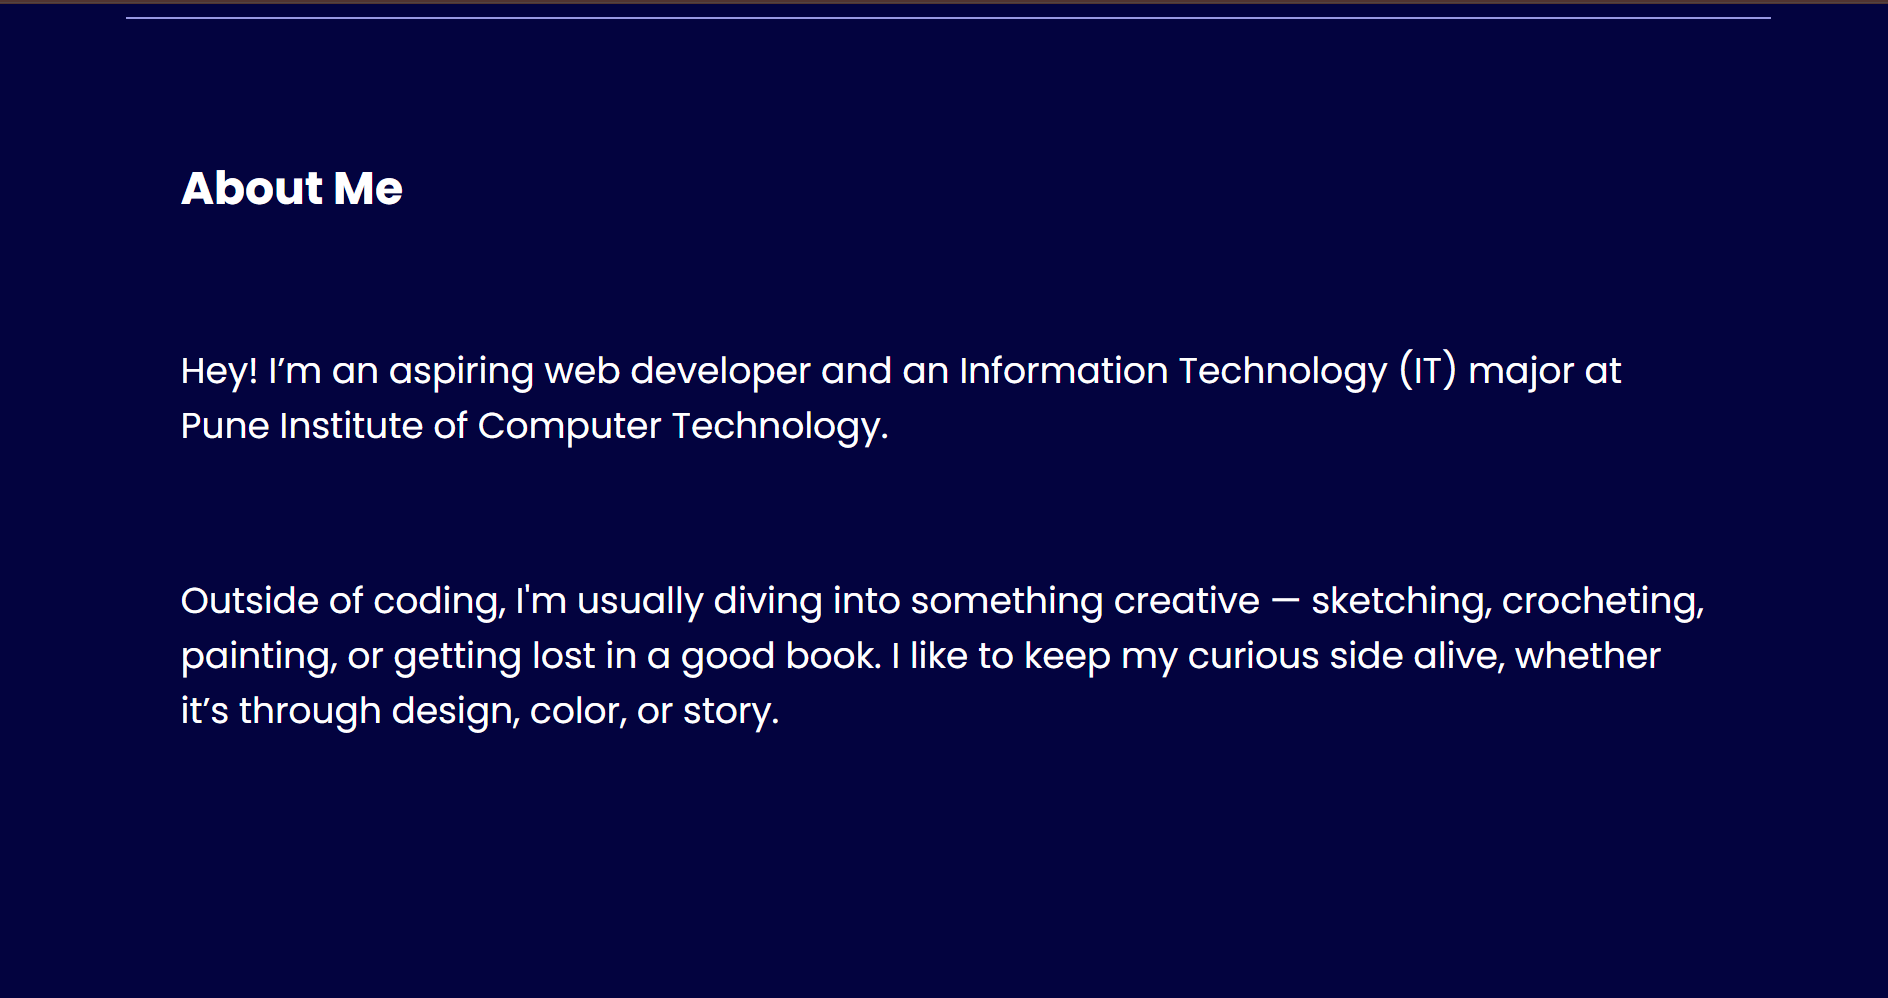 About Me
Hey! I’m an aspiring web developer and an Information Technology (IT) major at
Pune Institute of Computer Technology.
Outside of coding, I'm usually diving into something creative — sketching, crocheting,
painting, or getting lost in a good book. I like to keep my curious side alive, whether
it’s through design, color, or story.